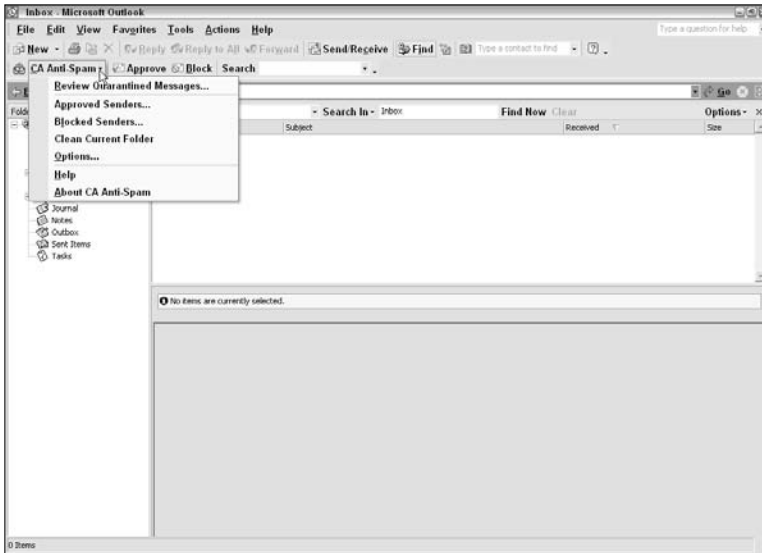 Inbox - Microsoft Outlook
File Edit View Favorites Tools Actions Help
Type a question for help
New Reply Reply to All Forward Send/Receive Find Type a contact to find
CA Anti-Spam Approve Block Search
Go
Review Quarantined Messages...
Approved Senders...
Blocked Senders...
Clean Current Folder
Options...
Help
About CA Anti-Spam
Search In Inbox Find Now Clear Options
Subject Received Size
Journal
Notes
Outbox
Sent Items
Tasks
No items are currently selected.
0 Items